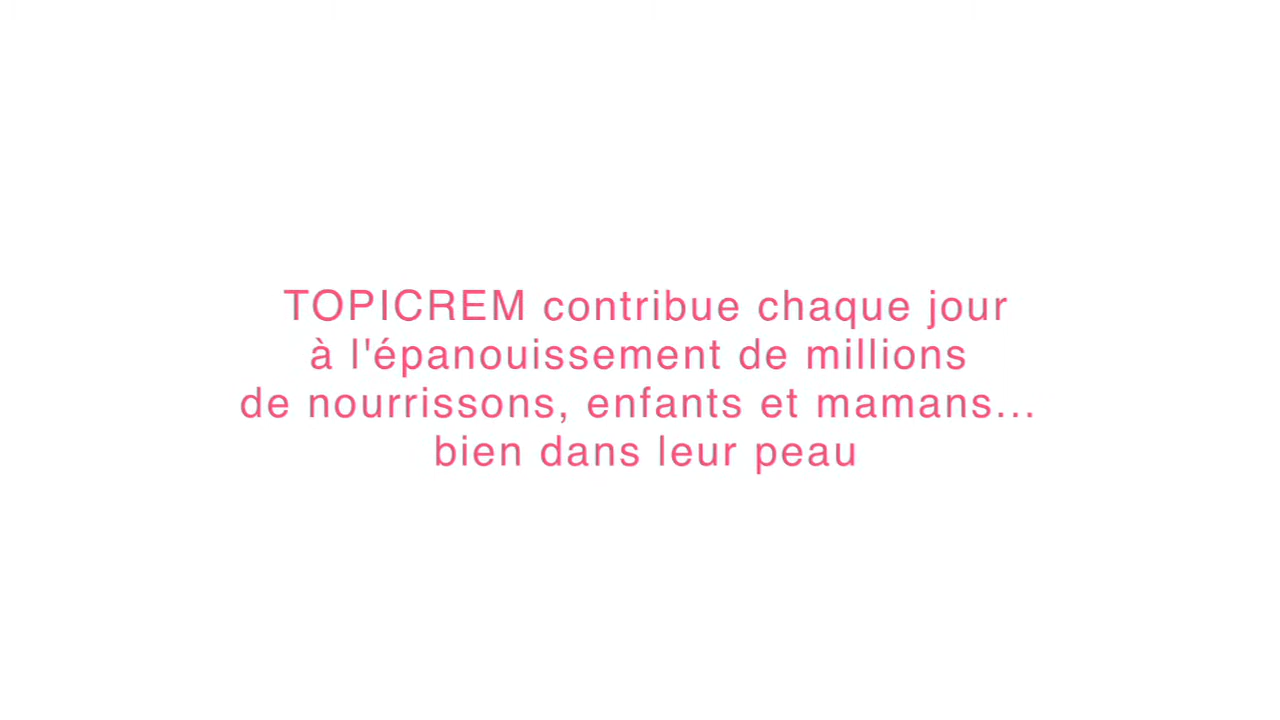 TOPICREM contribue chaque jour
à l'épanouissement de millions
de nourrissons, enfants et mamans...
bien dans leur peau